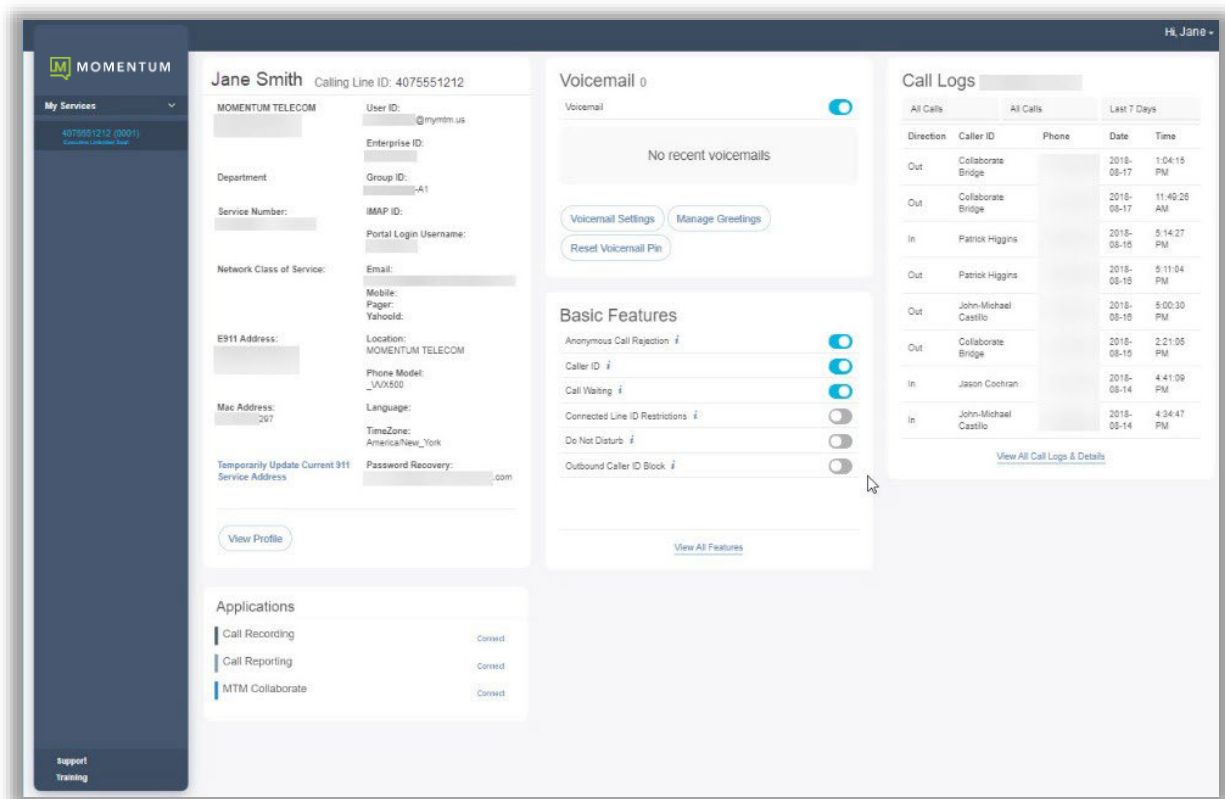 Hi, Jane
MOMENTUM
My Services
4075551212 (0001)
Jane Smith Calling Line ID: 4075551212
MOMENTUM TELECOM
User ID:
@mymtm.us
Enterprise ID:
Department
Group ID:
-A1
Service Number:
IMAP ID:
Portal Login Username:
Network Class of Service:
Email:
Mobile:
Pager:
YahooId:
E911 Address:
Location:
MOMENTUM TELECOM
Phone Model:
_VVX600
Mac Address:
297
Language:
TimeZone:
America/New_York
Temporarily Update Current 911
Service Address
Password Recovery:
.com
View Profile
Applications
Call Recording Connect
Call Reporting Connect
MTM Collaborate Connect
Voicemail 0
Voicemail
No recent voicemails
Voicemail Settings Manage Greetings
Reset Voicemail Pin
Basic Features
Anonymous Call Rejection i
Caller ID i
Call Waiting i
Connected Line ID Restrictions i
Do Not Disturb i
Outbound Caller ID Block i
View All Features
Call Logs
All Calls All Calls Last 7 Days
Direction Caller ID Phone Date Time
Out Collaborate Bridge 2018-08-17 1:04:15 PM
Out Collaborate Bridge 2018-08-17 11:49:26 AM
In Patrick Higgins 2018-08-16 5:14:27 PM
Out Patrick Higgins 2018-08-16 5:11:04 PM
Out John-Michael Castillo 2018-08-16 5:00:30 PM
Out Collaborate Bridge 2018-08-15 2:21:05 PM
In Jason Cochran 2018-08-14 4:41:09 PM
In John-Michael Castillo 2018-08-14 4:34:47 PM
View All Call Logs & Details
Support
Training